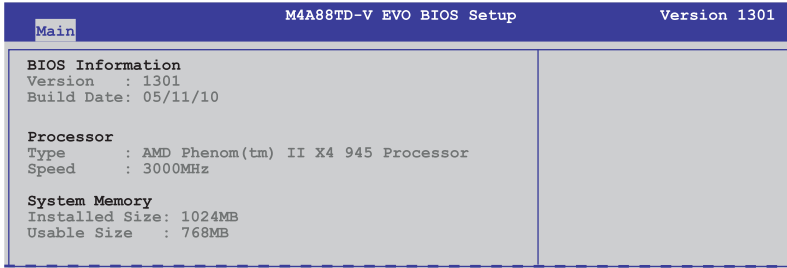 M4A88TD-V EVO BIOS Setup Version 1301
Main
BIOS Information
Version : 1301
Build Date: 05/11/10
Processor
Type : AMD Phenom(tm) II X4 945 Processor
Speed : 3000MHz
System Memory
Installed Size: 1024MB
Usable Size : 768MB